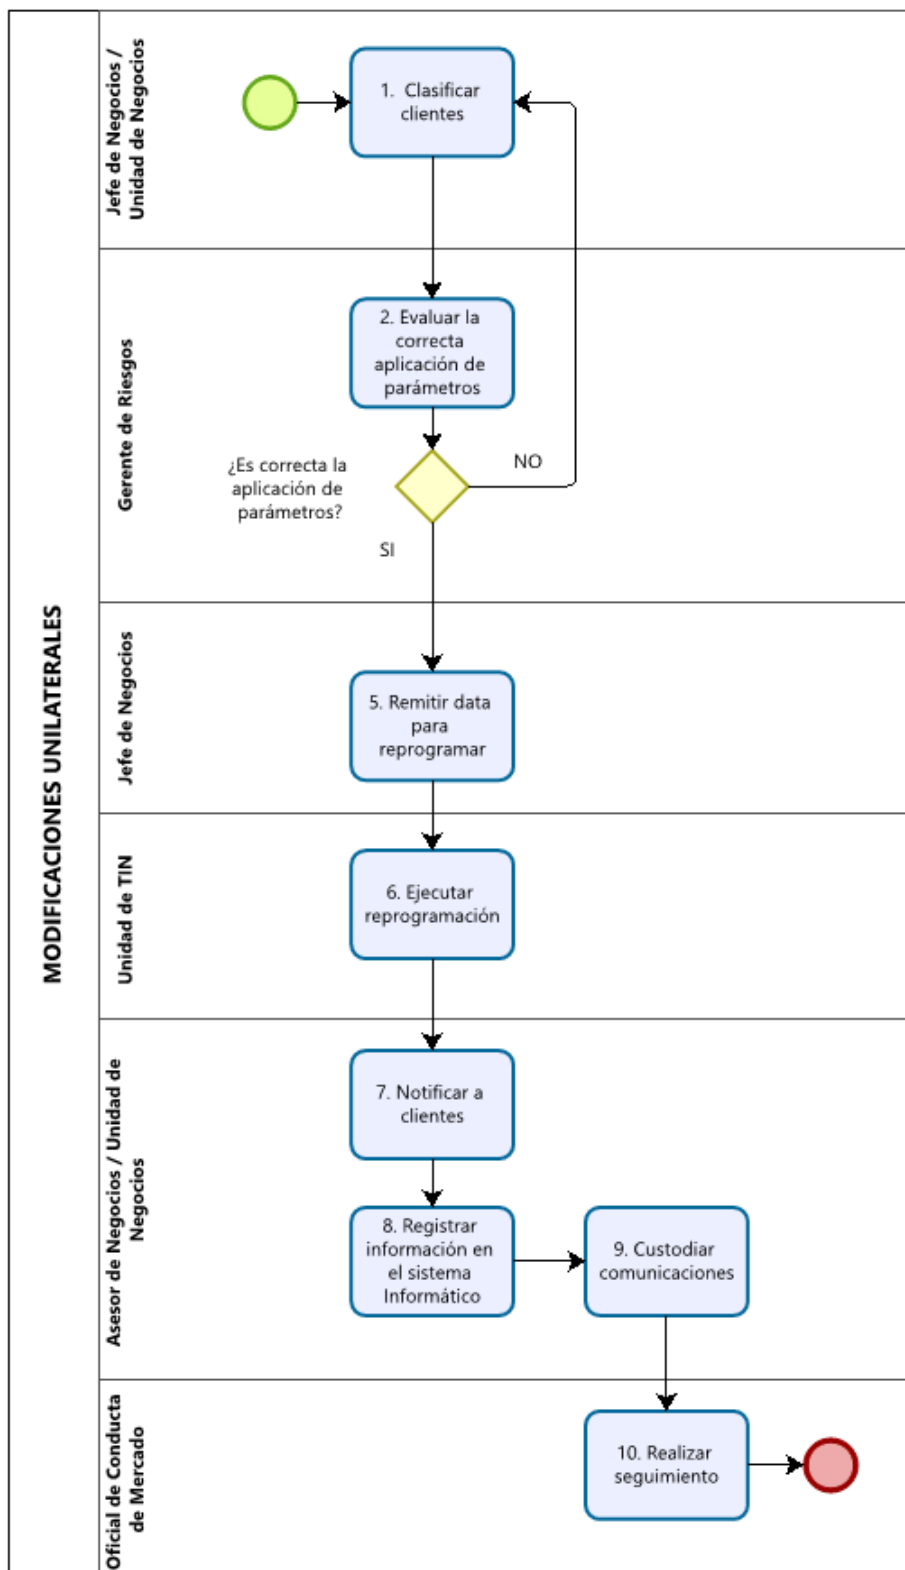 MODIFICACIONES UNILATERALES
Jefe de Negocios /
Unidad de Negocios
1. Clasificar
clientes
Gerente de Riesgos
2. Evaluar la
correcta
aplicación de
parámetros
¿Es correcta la
aplicación de
parámetros?
NO
SI
Jefe de Negocios
5. Remitir data
para
reprogramar
Unidad de TIN
6. Ejecutar
reprogramación
Asesor de Negocios / Unidad de
Negocios
7. Notificar a
clientes
8. Registrar
información en
el sistema
Informático
9. Custodiar
comunicaciones
Oficial de Conducta
de Mercado
10. Realizar
seguimiento